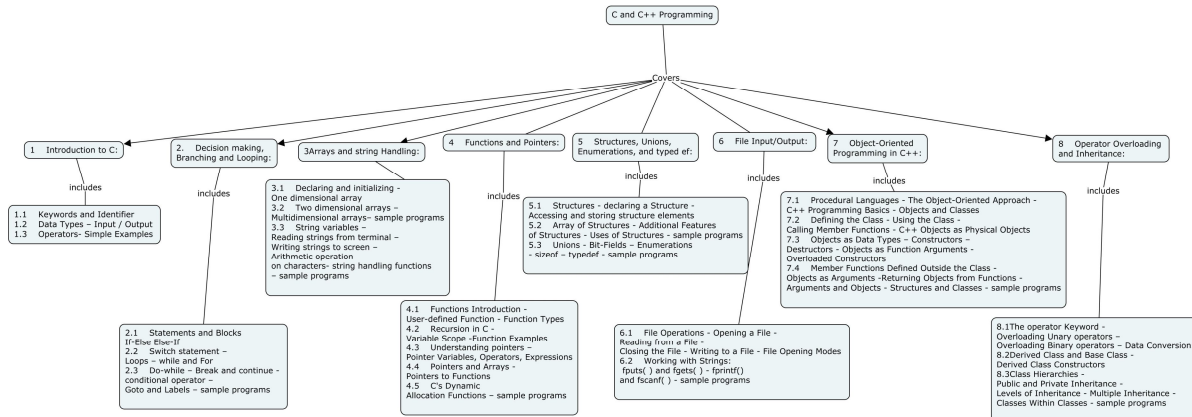 C and C++ Programming
Covers
1 Introduction to C:
includes
1.1 Keywords and Identifier
1.2 Data Types – Input / Output
1.3 Operators- Simple Examples
2. Decision making,
Branching and Looping:
includes
2.1 Statements and Blocks
If-Else Else-If
2.2 Switch statement –
Loops – while and For
2.3 Do-while – Break and continue -
conditional operator –
Goto and Labels – sample programs
3Arrays and string Handling:
includes
3.1 Declaring and initializing -
One dimensional array
3.2 Two dimensional arrays –
Multidimensional arrays– sample programs
3.3 String variables –
Reading strings from terminal –
Writing strings to screen –
Arithmetic operation
on characters- string handling functions
– sample programs
4 Functions and Pointers:
includes
4.1 Functions Introduction -
User-defined Function - Function Types
4.2 Recursion in C -
Variable Scope -Function Examples
4.3 Understanding pointers –
Pointer Variables, Operators, Expressions
4.4 Pointers and Arrays -
Pointers to Functions
4.5 C's Dynamic
Allocation Functions – sample programs
5 Structures, Unions,
Enumerations, and typed ef:
includes
5.1 Structures - declaring a Structure -
Accessing and storing structure elements
5.2 Array of Structures - Additional Features
of Structures - Uses of Structures - sample programs
5.3 Unions - Bit-Fields – Enumerations
- sizeof – typedef - sample programs
6 File Input/Output:
includes
6.1 File Operations - Opening a File -
Reading from a File -
Closing the File - Writing to a File - File Opening Modes
6.2 Working with Strings:
fputs( ) and fgets( ) - fprintf()
and fscanf( ) - sample programs
7 Object-Oriented
Programming in C++:
includes
7.1 Procedural Languages - The Object-Oriented Approach -
C++ Programming Basics - Objects and Classes
7.2 Defining the Class - Using the Class -
Calling Member Functions - C++ Objects as Physical Objects
7.3 Objects as Data Types – Constructors –
Destructors - Objects as Function Arguments -
Overloaded Constructors
7.4 Member Functions Defined Outside the Class -
Objects as Arguments -Returning Objects from Functions -
Arguments and Objects - Structures and Classes - sample programs
8 Operator Overloading
and Inheritance:
includes
8.1The operator Keyword -
Overloading Unary operators –
Overloading Binary operators – Data Conversion
8.2Derived Class and Base Class -
Derived Class Constructors
8.3Class Hierarchies -
Public and Private Inheritance -
Levels of Inheritance - Multiple Inheritance -
Classes Within Classes - sample programs